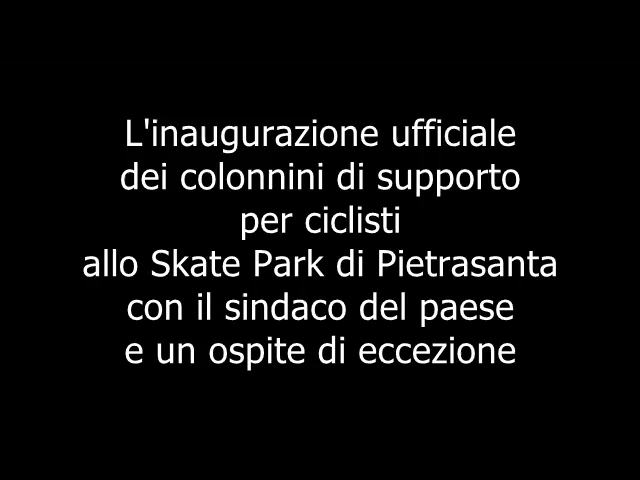 L'inaugurazione ufficiale
dei colonnini di supporto
per ciclisti
allo Skate Park di Pietrasanta
con il sindaco del paese
e un ospite di eccezione